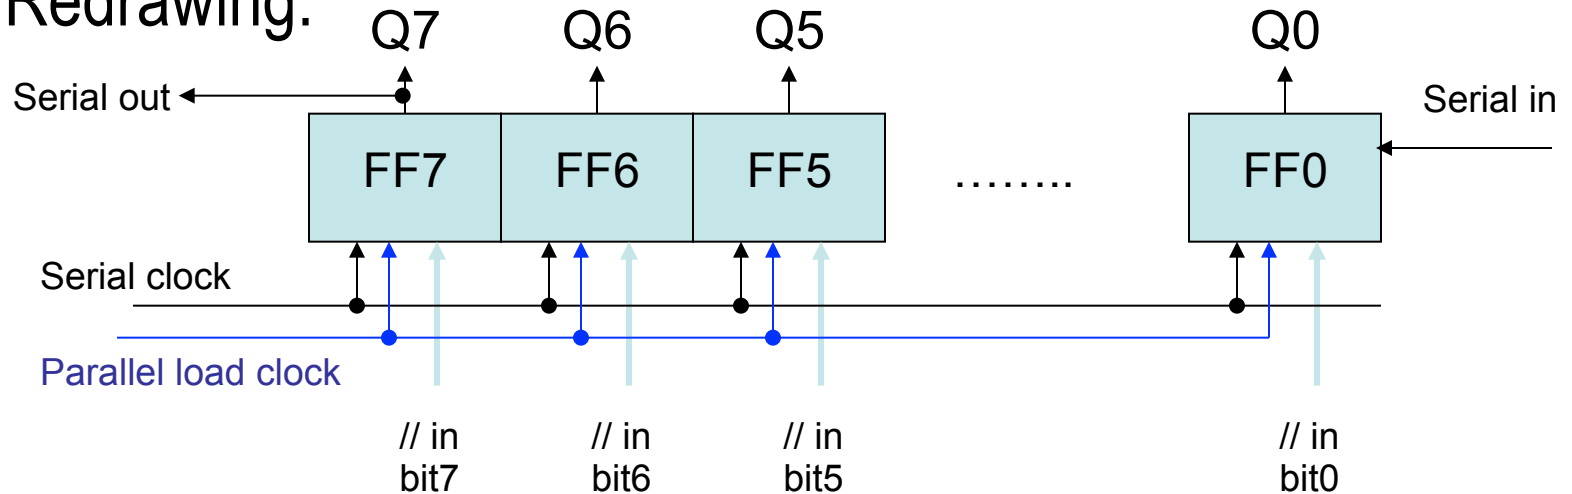 Redrawing:
Q7 Q6 Q5 Q0
Serial out
Serial in
FF7 FF6 FF5 ........ FF0
Serial clock
Parallel load clock
// in // in // in // in
bit7 bit6 bit5 bit0